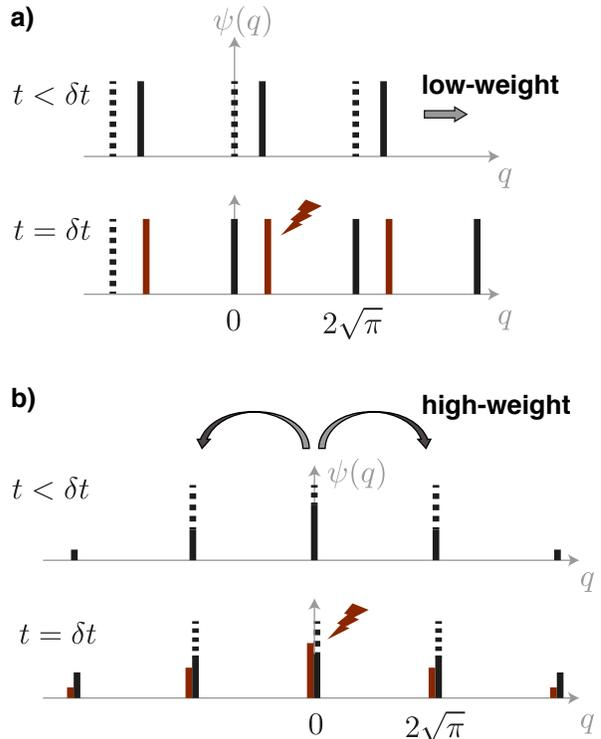 a)
ψ(q)
t < δt
low-weight
q
t = δt
0
2√π
q
b)
high-weight
t < δt
ψ(q)
q
t = δt
0
2√π
q